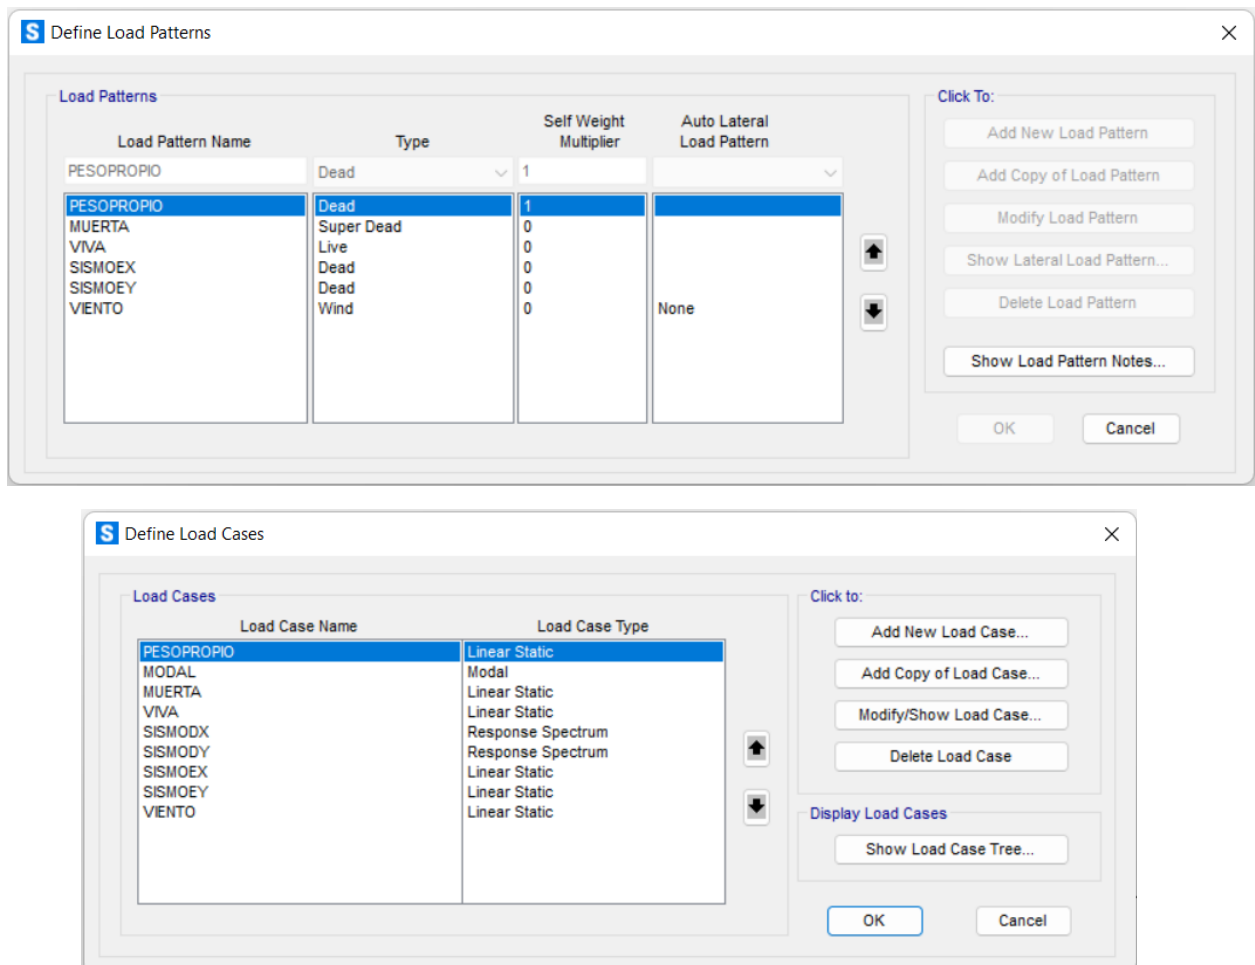 S Define Load Patterns
Load Patterns
Click To:
Load Pattern Name Type Self Weight Multiplier Auto Lateral Load Pattern
PESOPROPIO Dead 1
PESOPROPIO Dead 1
MUERTA Super Dead 0
VIVA Live 0
SISMOEX Dead 0
SISMOEY Dead 0
VIENTO Wind 0 None
Add New Load Pattern
Add Copy of Load Pattern
Modify Load Pattern
Show Lateral Load Pattern...
Delete Load Pattern
Show Load Pattern Notes...
OK Cancel
S Define Load Cases
Load Cases
Click to:
Load Case Name Load Case Type
PESOPROPIO Linear Static
MODAL Modal
MUERTA Linear Static
VIVA Linear Static
SISMODX Response Spectrum
SISMODY Response Spectrum
SISMOEX Linear Static
SISMOEY Linear Static
VIENTO Linear Static
Add New Load Case...
Add Copy of Load Case...
Modify/Show Load Case...
Delete Load Case
Display Load Cases
Show Load Case Tree...
OK Cancel